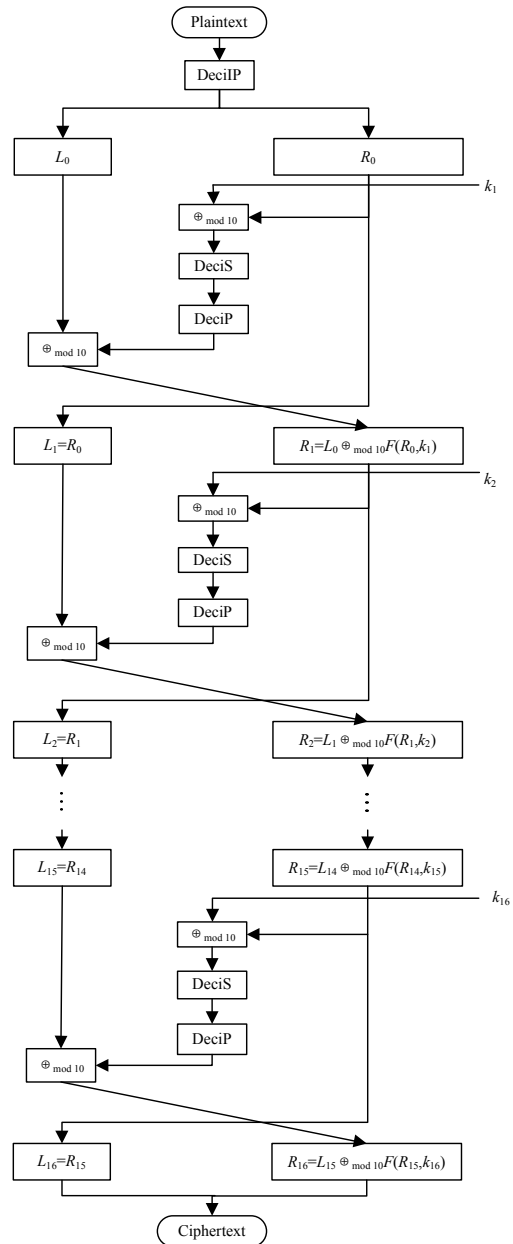 Plaintext
DeciIP
L₀
R₀
k₁
⊕ mod 10
DeciS
DeciP
⊕ mod 10
L₁=R₀
R₁=L₀ ⊕ mod 10 F(R₀,k₁)
k₂
⊕ mod 10
DeciS
DeciP
⊕ mod 10
L₂=R₁
R₂=L₁ ⊕ mod 10 F(R₁,k₂)
⋮
⋮
L₁₅=R₁₄
R₁₅=L₁₄ ⊕ mod 10 F(R₁₄,k₁₅)
k₁₆
⊕ mod 10
DeciS
DeciP
⊕ mod 10
L₁₆=R₁₅
R₁₆=L₁₅ ⊕ mod 10 F(R₁₅,k₁₆)
Ciphertext